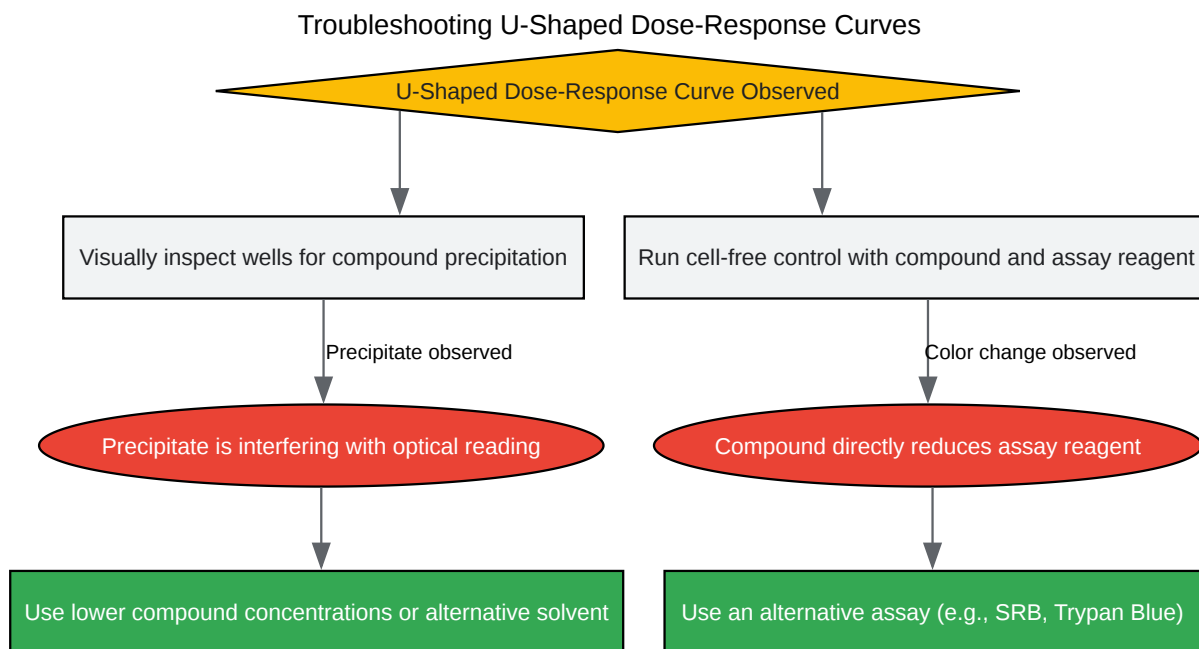 Troubleshooting U-Shaped Dose-Response Curves
U-Shaped Dose-Response Curve Observed
Visually inspect wells for compound precipitation
Run cell-free control with compound and assay reagent
Precipitate observed
Color change observed
Precipitate is interfering with optical reading
Compound directly reduces assay reagent
Use lower compound concentrations or alternative solvent
Use an alternative assay (e.g., SRB, Trypan Blue)